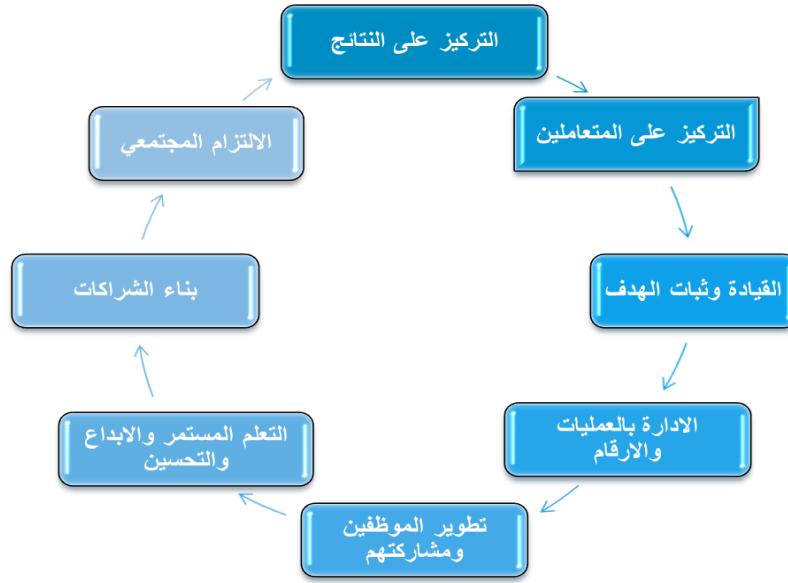 التركيز على النتائج
التركيز على المتعاملين
القيادة وثبات الهدف
الادارة بالعمليات
والارقام
تطوير الموظفين
ومشاركتهم
التعلم المستمر والابداع
والتحسين
بناء الشراكات
الالتزام المجتمعي